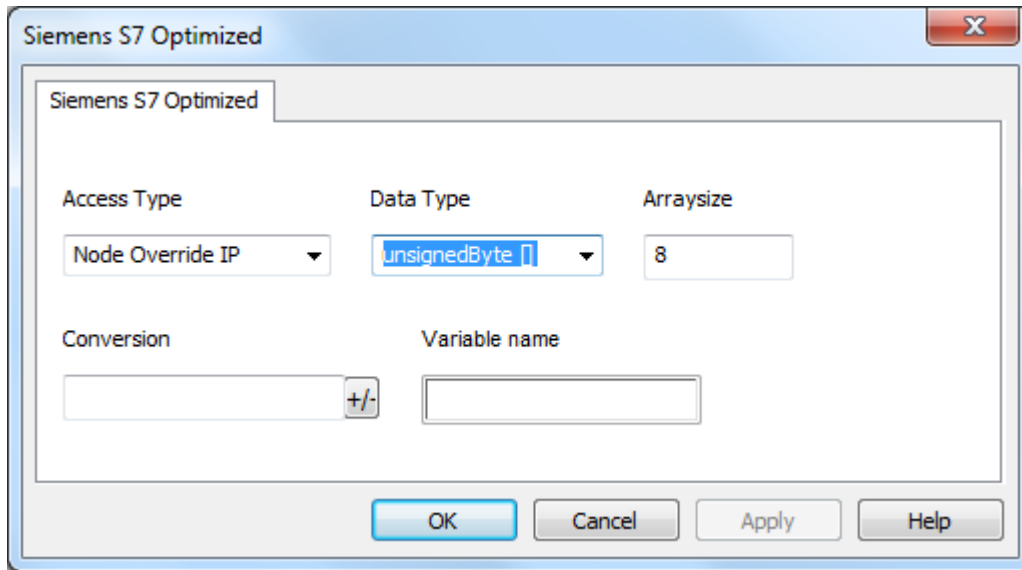 Siemens S7 Optimized
Siemens S7 Optimized
Access Type Data Type Arraysize
Node Override IP unsignedByte [] 8
Conversion Variable name
+/-
OK Cancel Apply Help